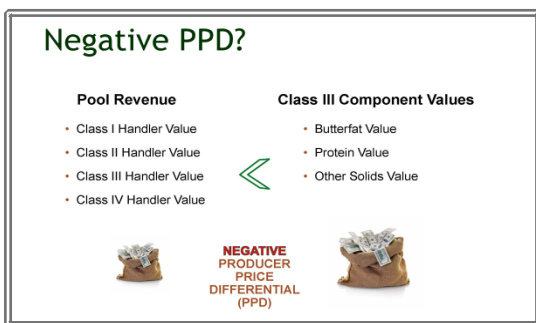 Negative PPD?
Pool Revenue
• Class I Handler Value
• Class II Handler Value
• Class III Handler Value
• Class IV Handler Value
<
Class III Component Values
• Butterfat Value
• Protein Value
• Other Solids Value
NEGATIVE
PRODUCER
PRICE
DIFFERENTIAL
(PPD)